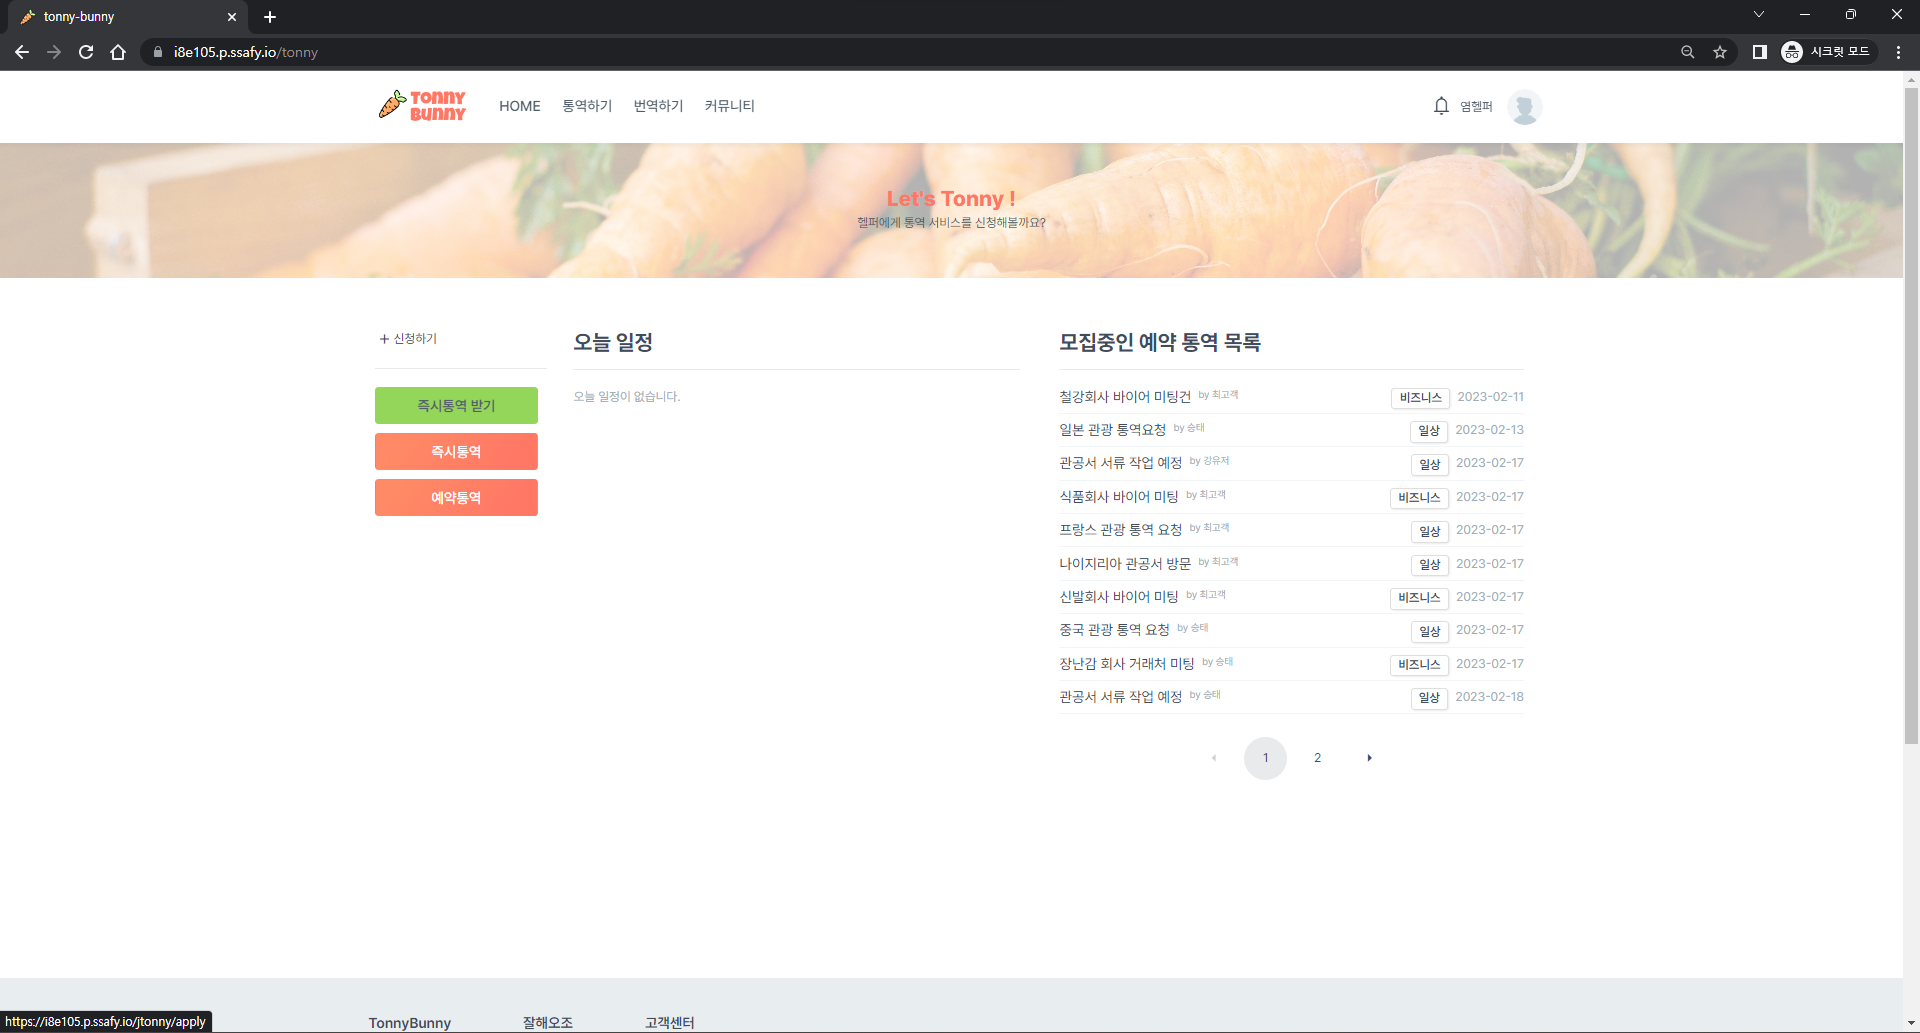 tonny-bunny
i8e105.p.ssafy.io/tonny
시크릿 모드
TONNY BUNNY
HOME 통역하기 번역하기 커뮤니티
염헬퍼
Let's Tonny !
헬퍼에게 통역 서비스를 신청해볼까요?
+ 신청하기
즉시통역 받기
즉시통역
예약통역
오늘 일정
오늘 일정이 없습니다.
모집중인 예약 통역 목록
철강회사 바이어 미팅건 by 최고객 비즈니스 2023-02-11
일본 관광 통역요청 by 승태 일상 2023-02-13
관공서 서류 작업 예정 by 강유저 일상 2023-02-17
식품회사 바이어 미팅 by 최고객 비즈니스 2023-02-17
프랑스 관광 통역 요청 by 최고객 일상 2023-02-17
나이지리아 관공서 방문 by 최고객 일상 2023-02-17
신발회사 바이어 미팅 by 최고객 비즈니스 2023-02-17
중국 관광 통역 요청 by 승태 일상 2023-02-17
장난감 회사 거래처 미팅 by 승태 비즈니스 2023-02-17
관공서 서류 작업 예정 by 승태 일상 2023-02-18
1 2
TonnyBunny 잘해오조 고객센터
https://i8e105.p.ssafy.io/jtonny/apply